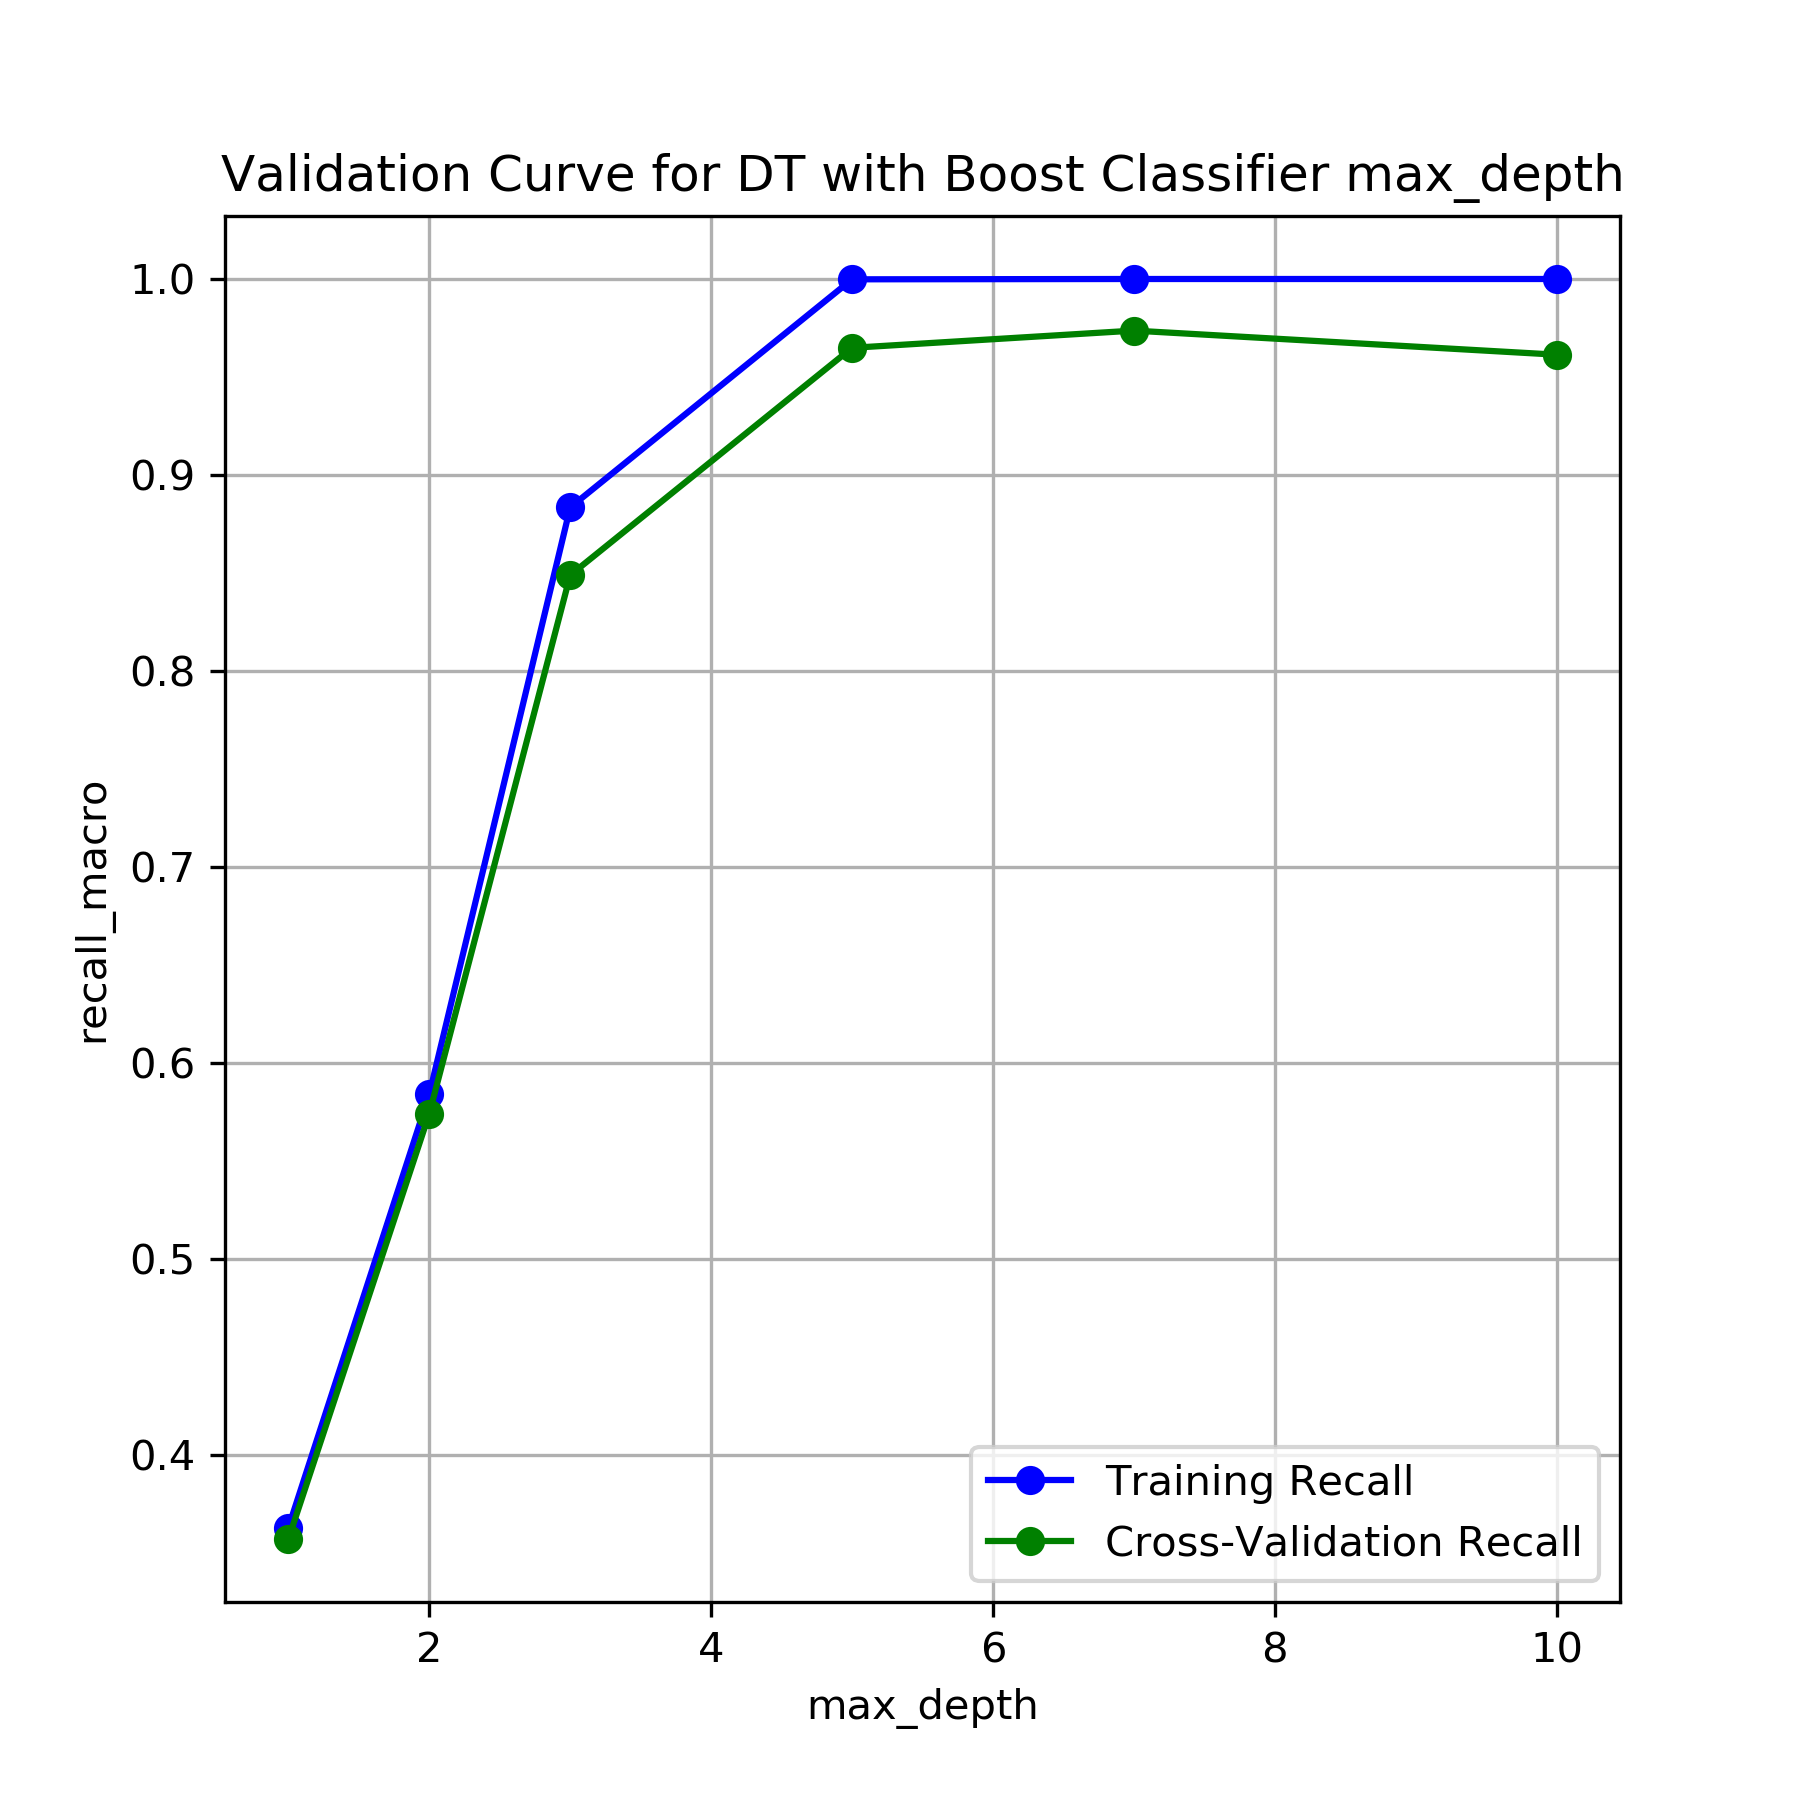 Validation Curve for DT with Boost Classifier max_depth
1.0
0.9
0.8
0.7
0.6
0.5
0.4
recall_macro
2 4 6 8 10
max_depth
Training Recall
Cross-Validation Recall